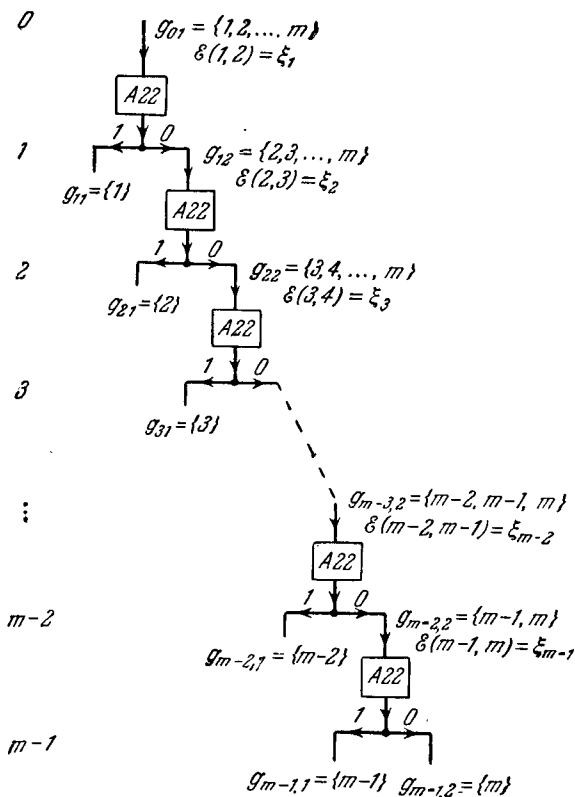 0
g₀₁ = {1, 2, ..., m}
ℰ(1, 2) = ξ₁
A22
1 0
1
g₁₂ = {2, 3, ..., m}
ℰ(2, 3) = ξ₂
g₁₁ = {1}
A22
1 0
2
g₂₂ = {3, 4, ..., m}
ℰ(3, 4) = ξ₃
g₂₁ = {2}
A22
1 0
3
g₃₁ = {3}
⋮
gₘ₋₃,₂ = {m−2, m−1, m}
ℰ(m−2, m−1) = ξₘ₋₂
A22
1 0
m−2
gₘ₋₂,₂ = {m−1, m}
ℰ(m−1, m) = ξₘ₋₁
gₘ₋₂,₁ = {m−2}
A22
1 0
m−1
gₘ₋₁,₁ = {m−1} gₘ₋₁,₂ = {m}